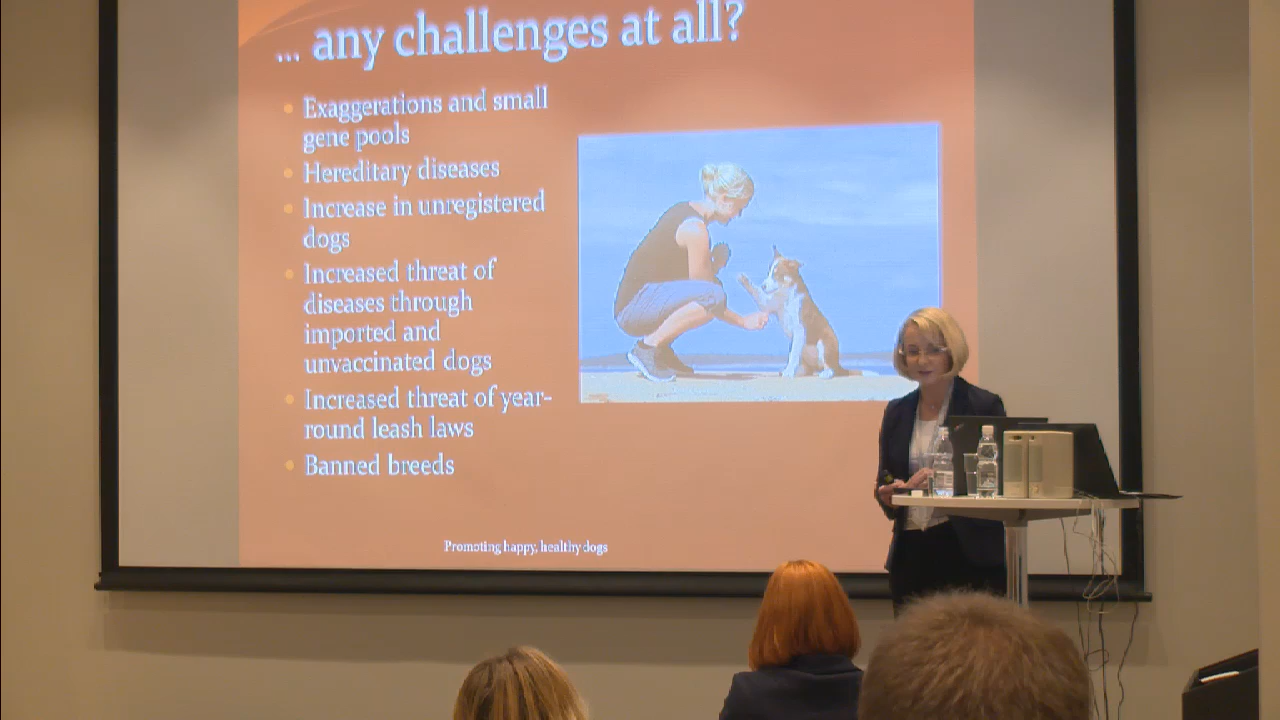 ... any challenges at all?
• Exaggerations and small
gene pools
• Hereditary diseases
• Increase in unregistered
dogs
• Increased threat of
diseases through
imported and
unvaccinated dogs
• Increased threat of year-
round leash laws
• Banned breeds
Promoting happy, healthy dogs